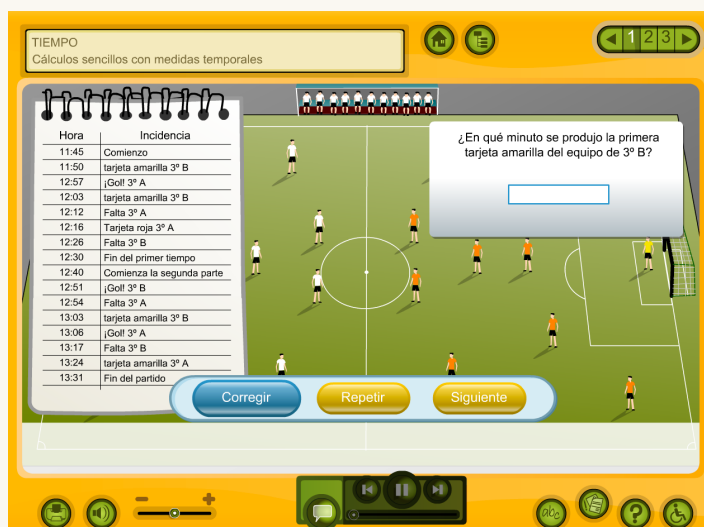 TIEMPO
Cálculos sencillos con medidas temporales
1 2 3
Hora Incidencia
11:45 Comienzo
11:50 tarjeta amarilla 3º B
12:57 ¡Gol! 3º A
12:03 tarjeta amarilla 3º B
12:12 Falta 3º A
12:16 Tarjeta roja 3º A
12:26 Falta 3º B
12:30 Fin del primer tiempo
12:40 Comienza la segunda parte
12:51 ¡Gol! 3º B
12:54 Falta 3º A
13:03 tarjeta amarilla 3º B
13:06 ¡Gol! 3º A
13:17 Falta 3º B
13:24 tarjeta amarilla 3º A
13:31 Fin del partido
¿En qué minuto se produjo la primera
tarjeta amarilla del equipo de 3º B?
Corregir Repetir Siguiente
abc ?